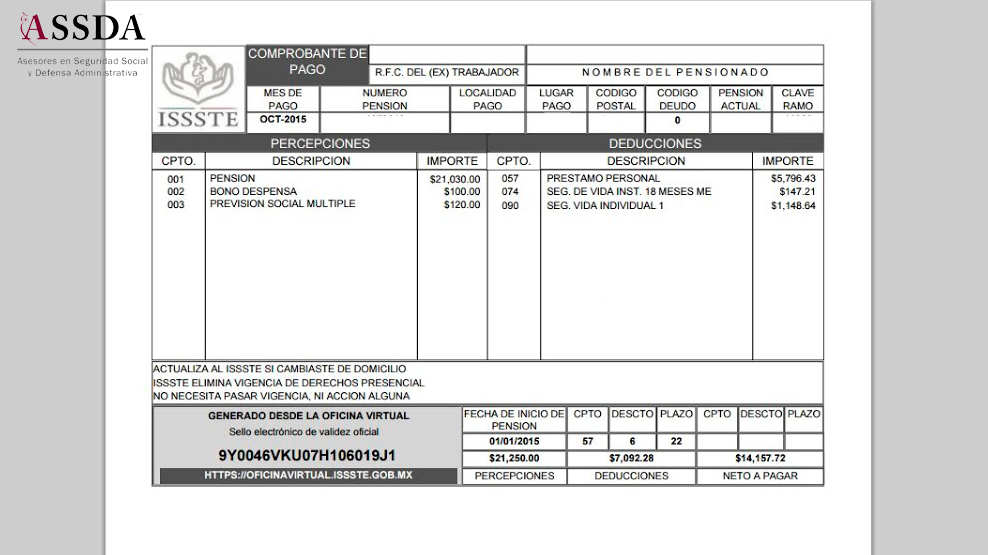 ASSDA
Asesores en Seguridad Social
y Defensa Administrativa
ISSSTE
COMPROBANTE DE
PAGO
R.F.C. DEL (EX) TRABAJADOR
NOMBRE DEL PENSIONADO
MES DE PAGO NUMERO PENSION LOCALIDAD PAGO LUGAR PAGO CODIGO POSTAL CODIGO DEUDO PENSION ACTUAL CLAVE RAMO
OCT-2015 0
PERCEPCIONES DEDUCCIONES
CPTO. DESCRIPCION IMPORTE CPTO. DESCRIPCION IMPORTE
001 PENSION $21,030.00 057 PRESTAMO PERSONAL $5,796.43
002 BONO DESPENSA $100.00 074 SEG. DE VIDA INST. 18 MESES ME $147.21
003 PREVISION SOCIAL MULTIPLE $120.00 090 SEG. VIDA INDIVIDUAL 1 $1,148.64
ACTUALIZA AL ISSSTE SI CAMBIASTE DE DOMICILIO
ISSSTE ELIMINA VIGENCIA DE DERECHOS PRESENCIAL
NO NECESITA PASAR VIGENCIA, NI ACCION ALGUNA
GENERADO DESDE LA OFICINA VIRTUAL
Sello electrónico de validez oficial
9Y0046VKU07H106019J1
HTTPS://OFICINAVIRTUAL.ISSSTE.GOB.MX
FECHA DE INICIO DE PENSION CPTO DESCTO PLAZO CPTO DESCTO PLAZO
01/01/2015 57 6 22
$21,250.00 $7,092.28 $14,157.72
PERCEPCIONES DEDUCCIONES NETO A PAGAR